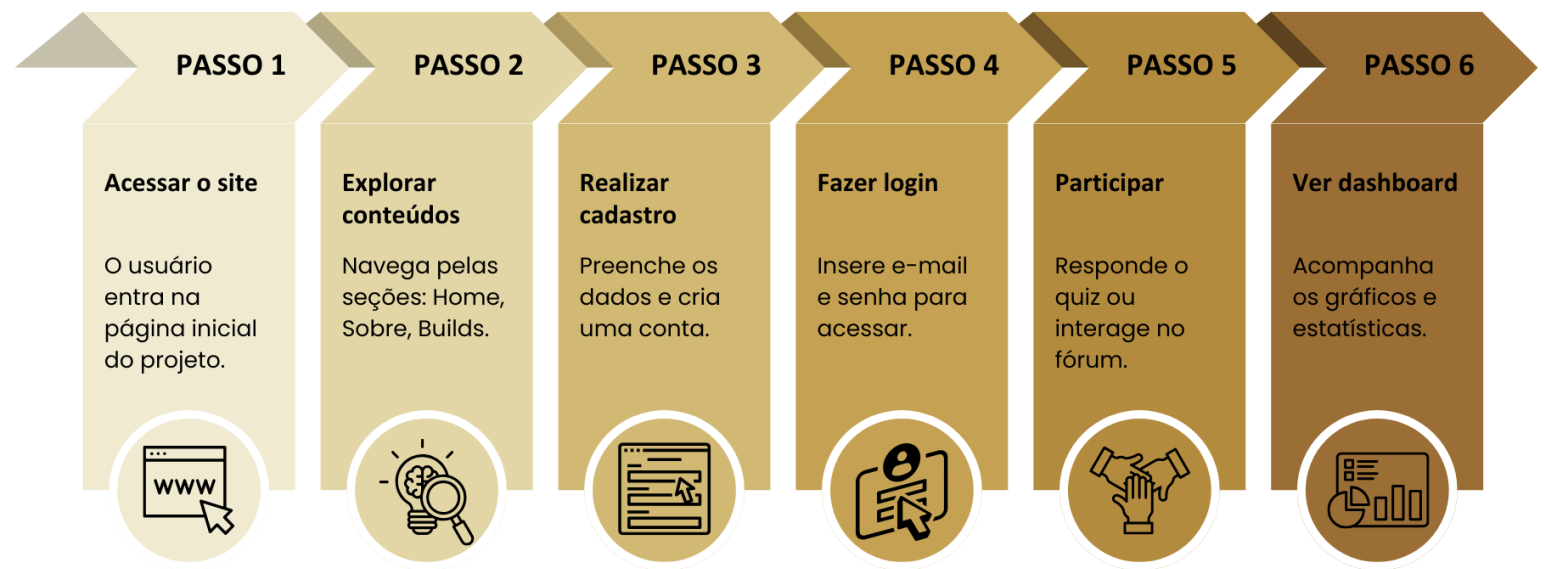 PASSO 1
Acessar o site
O usuário
entra na
página inicial
do projeto.
WWW
PASSO 2
Explorar
conteúdos
Navega pelas
seções: Home,
Sobre, Builds.
PASSO 3
Realizar
cadastro
Preenche os
dados e cria
uma conta.
PASSO 4
Fazer login
Insere e-mail
e senha para
acessar.
PASSO 5
Participar
Responde o
quiz ou
interage no
fórum.
PASSO 6
Ver dashboard
Acompanha
os gráficos e
estatísticas.